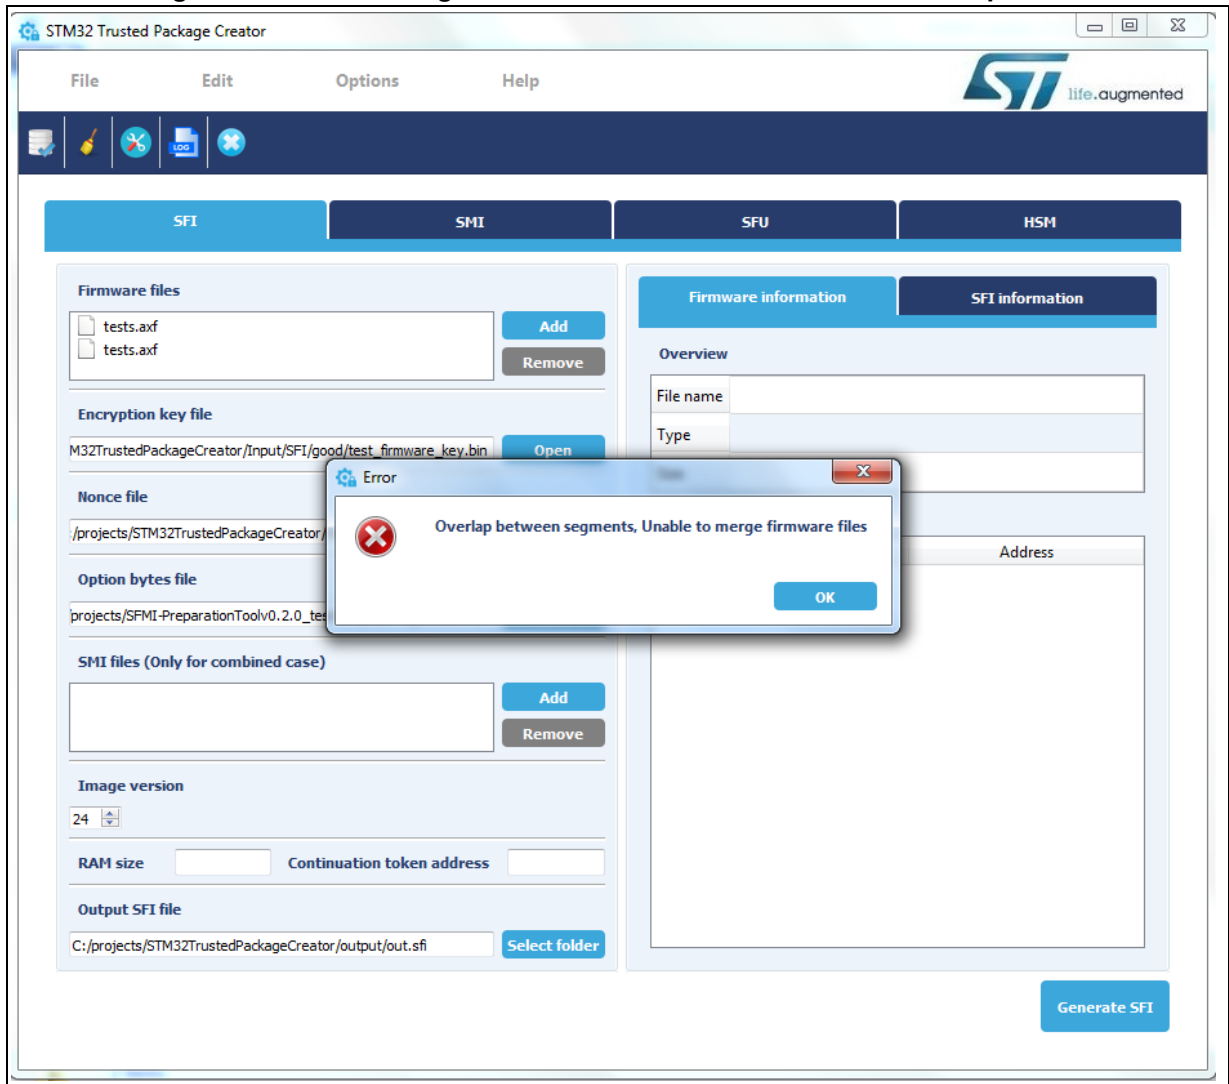 STM32 Trusted Package Creator
File Edit Options Help
life.augmented
LOG
SFI SMI SFU HSM
Firmware files
tests.axf
tests.axf
Add
Remove
Encryption key file
M32TrustedPackageCreator/Input/SFI/good/test_firmware_key.bin
Open
Nonce file
:/projects/STM32TrustedPackageCreator/
Option bytes file
projects/SFMI-PreparationToolv0.2.0_tes
SMI files (Only for combined case)
Add
Remove
Image version
24
RAM size Continuation token address
Output SFI file
C:/projects/STM32TrustedPackageCreator/output/out.sfi
Select folder
Firmware information SFI information
Overview
File name
Type
Address
Error
Overlap between segments, Unable to merge firmware files
OK
Generate SFI